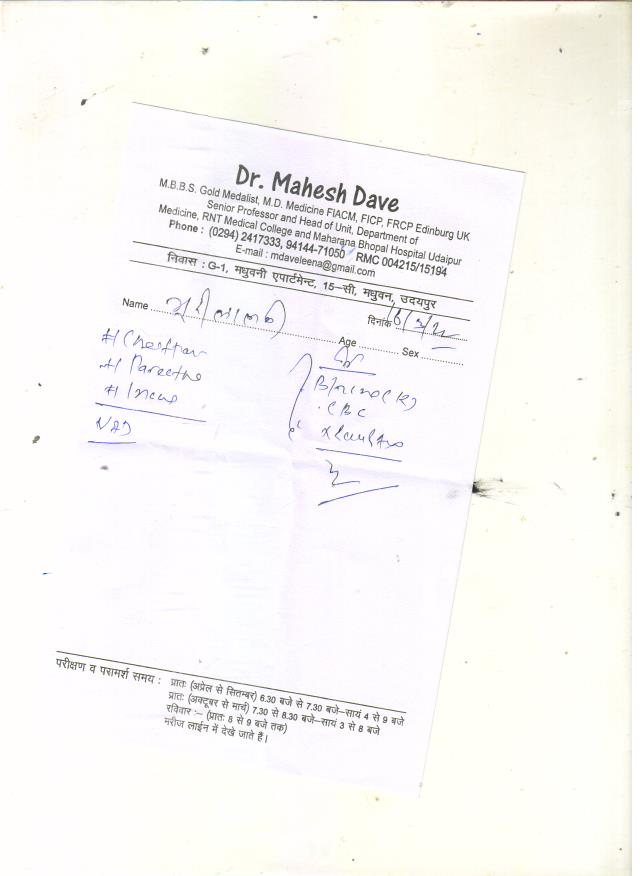 Dr. Mahesh Dave
M.B.B.S. Gold Medalist, M.D. Medicine FIACM, FICP, FRCP Edinburg UK
Senior Professor and Head of Unit, Department of
Medicine, RNT Medical College and Maharana Bhopal Hospital Udaipur
Phone : (0294) 2417333, 94144-71050 RMC 004215/15194
E-mail : mdaveleena@gmail.com
निवास : G-1, मधुवनी एपार्टमेन्ट, 15-सी, मधुवन, उदयपुर
Name
दिनांक
Age
Sex
CBC
NAD
परीक्षण व परामर्श समय : प्रातः (अप्रेल से सितम्बर) 6.30 बजे से 7.30 बजे-सायं 4 से 9 बजे
प्रातः (अक्टूबर से मार्च) 7.30 से 8.30 बजे-सायं 3 से 8 बजे
रविवार :- (प्रातः 8 से 9 बजे तक)
मरीज लाईन में देखे जाते हैं।